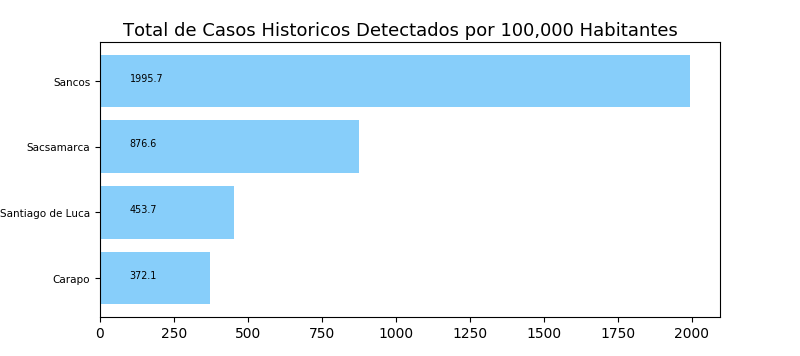 Total de Casos Historicos Detectados por 100,000 Habitantes
Sancos
1995.7
Sacsamarca
876.6
Santiago de Luca
453.7
Carapo
372.1
0 250 500 750 1000 1250 1500 1750 2000